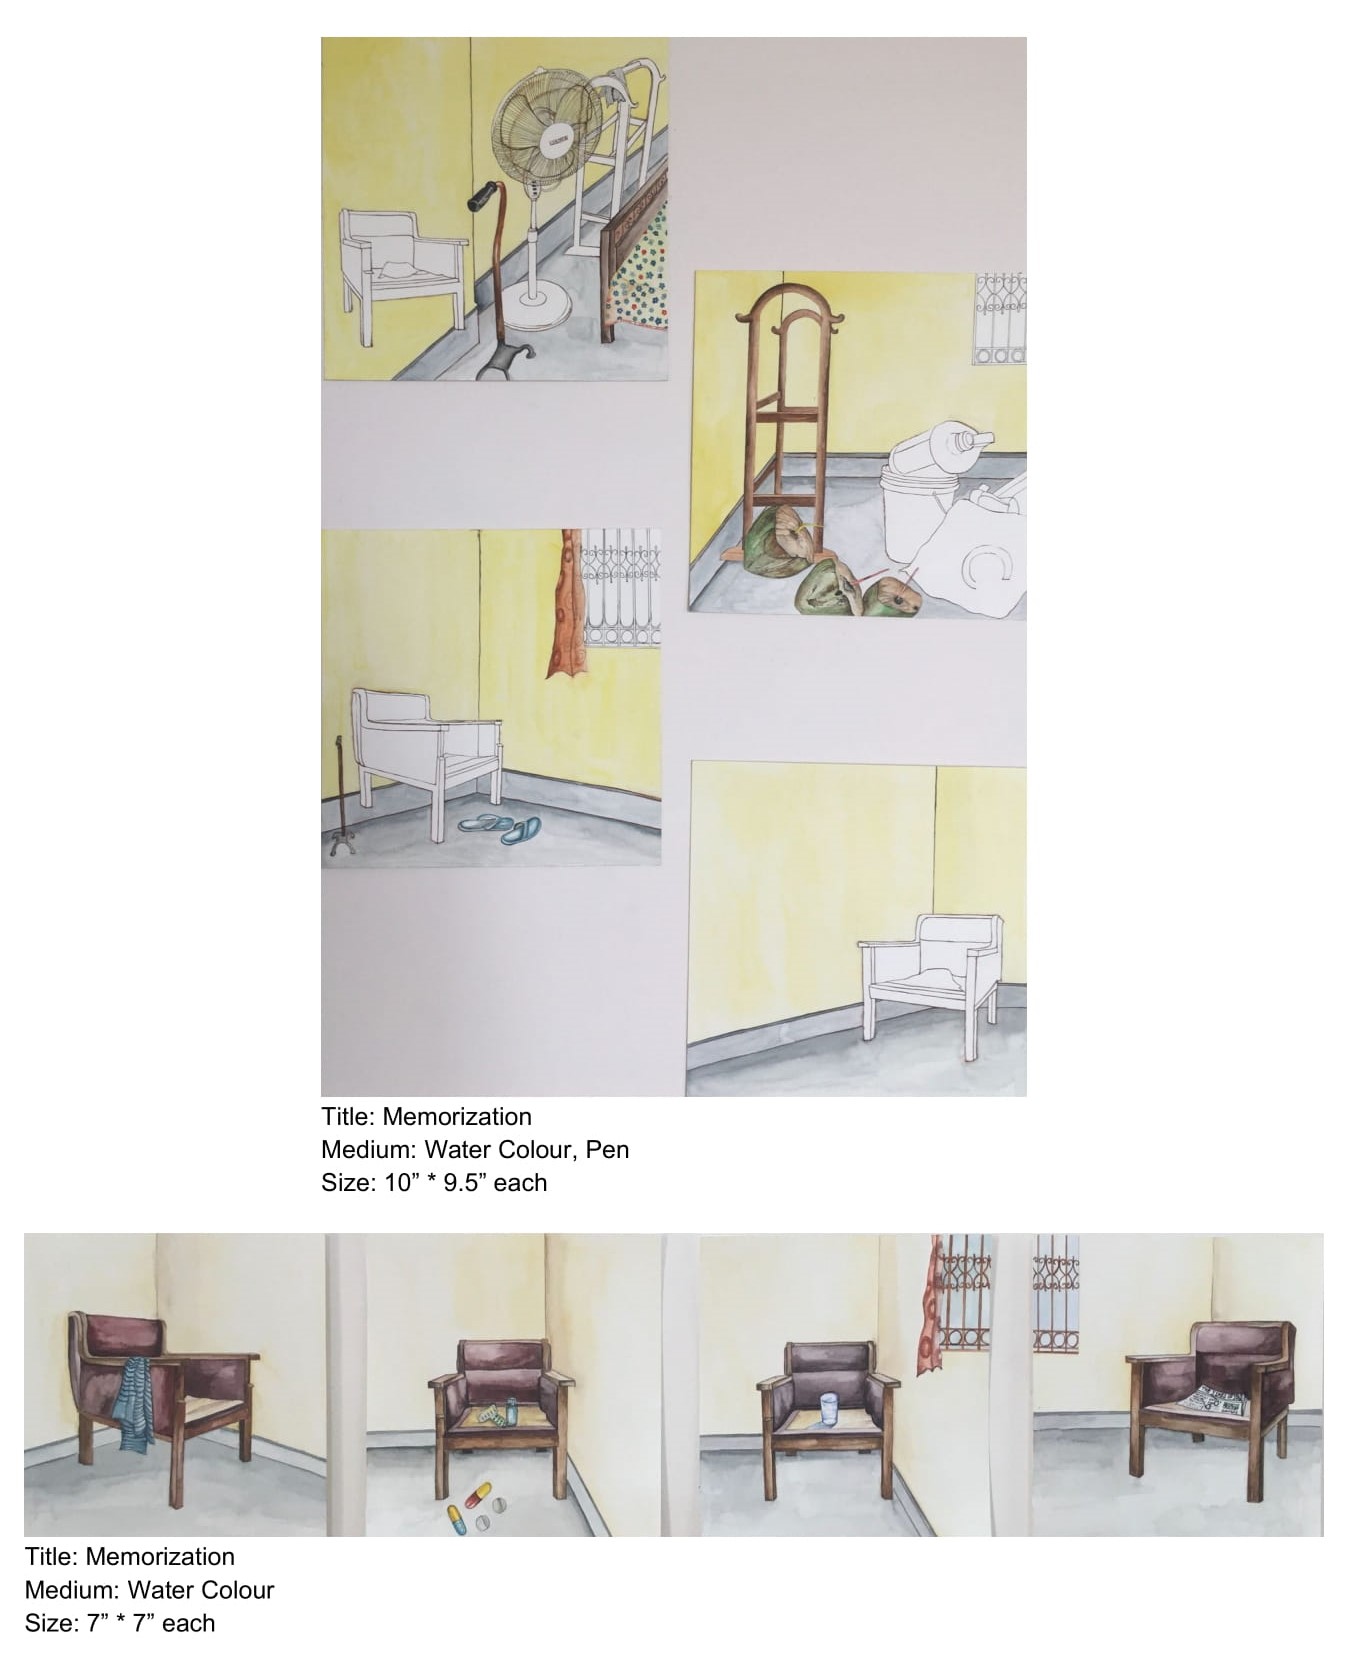 Title: Memorization
Medium: Water Colour, Pen
Size: 10” * 9.5” each
Title: Memorization
Medium: Water Colour
Size: 7” * 7” each